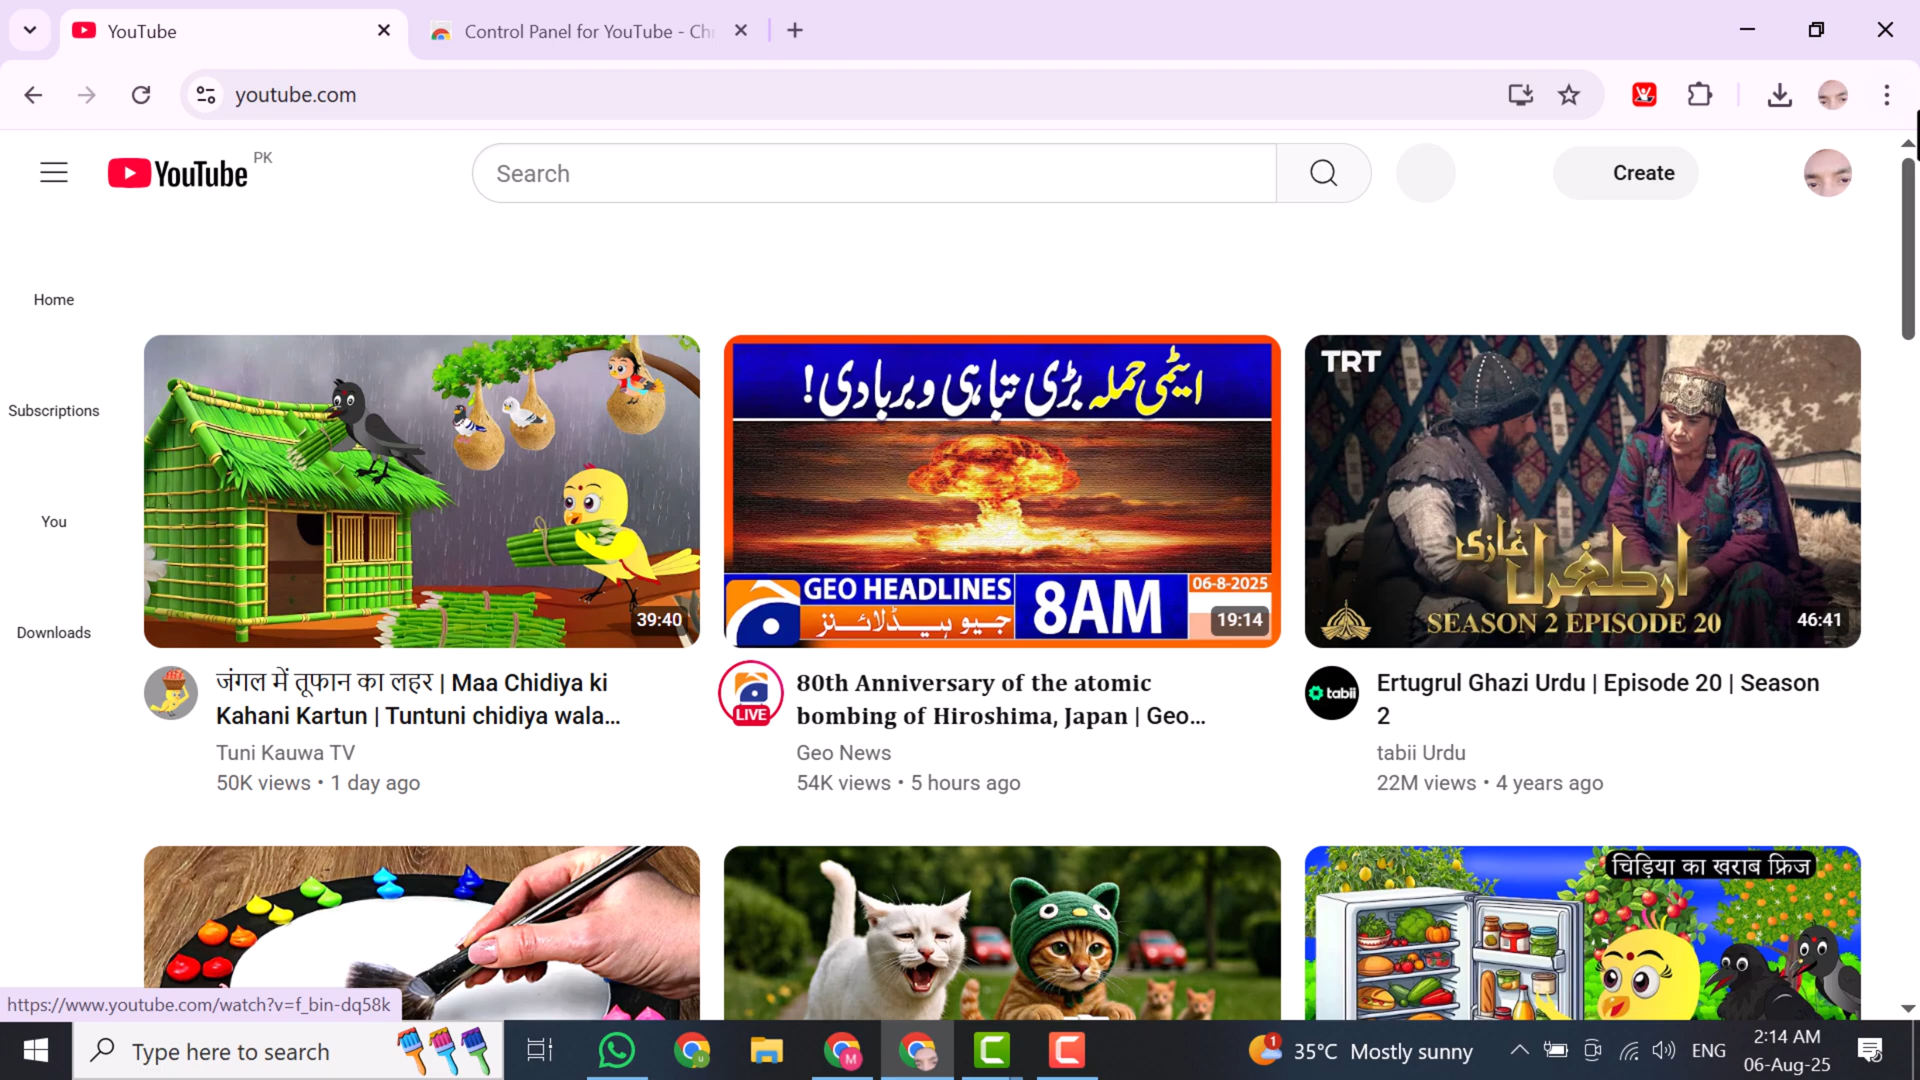 YouTube
Control Panel for YouTube - Ch
youtube.com
YouTube PK
Search
Create
Home
Subscriptions
You
Downloads
39:40
जंगल में तूफान का लहर | Maa Chidiya ki
Kahani Kartun | Tuntuni chidiya wala...
Tuni Kauwa TV
50K views • 1 day ago
ایٹمی حملہ بڑی تباہی و بربادی!
GEO HEADLINES
جیو ہیڈلائنز
8AM
06-8-2025
19:14
LIVE
80th Anniversary of the atomic
bombing of Hiroshima, Japan | Geo...
Geo News
54K views • 5 hours ago
TRT
ارطغرل غازی
SEASON 2 EPISODE 20
46:41
tabii
Ertugrul Ghazi Urdu | Episode 20 | Season
2
tabii Urdu
22M views • 4 years ago
चिड़िया का खराब फ्रिज
https://www.youtube.com/watch?v=f_bin-dq58k
Type here to search
M
1
35°C Mostly sunny
ENG
2:14 AM
06-Aug-25